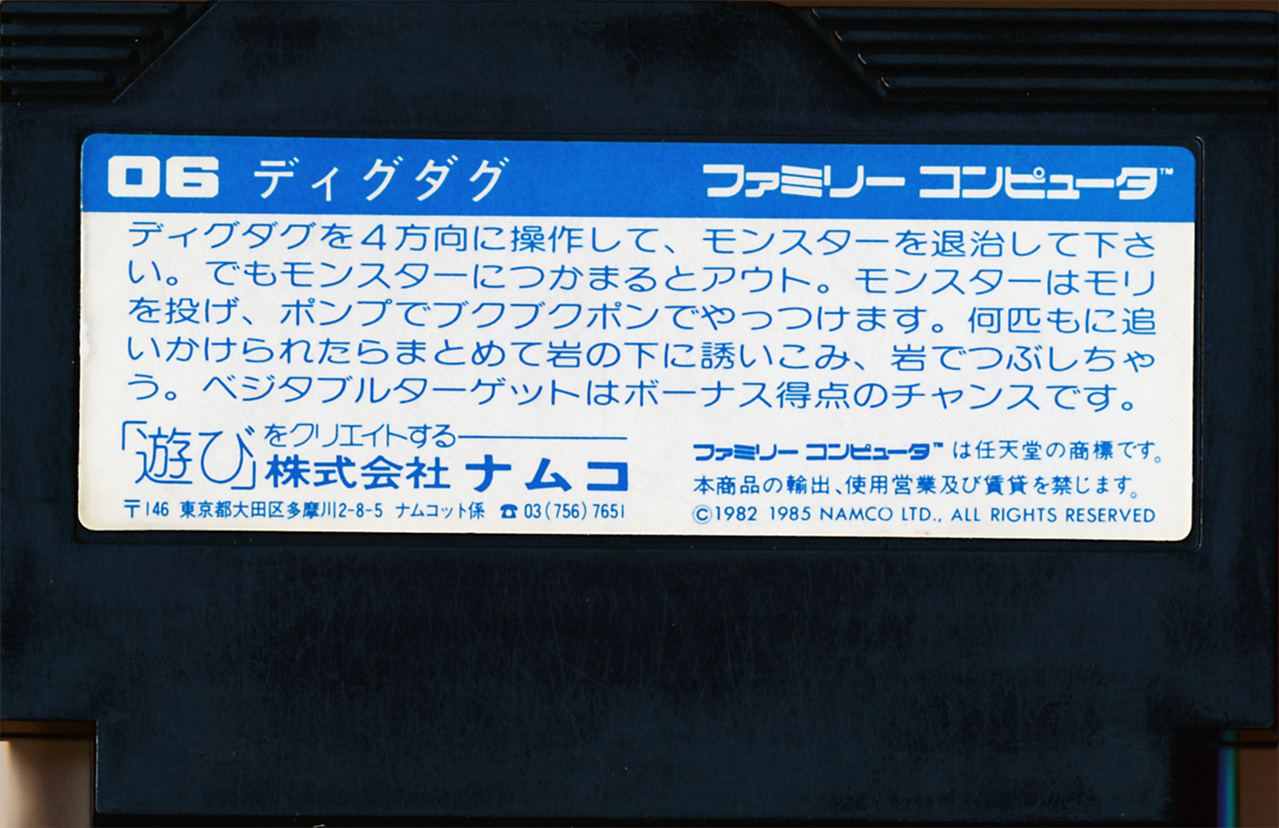 06 ディグダグ ファミリー コンピュータ™
ディグダグを4方向に操作して、モンスターを退治して下さ
い。でもモンスターにつかまるとアウト。モンスターはモリ
を投げ、ポンプでブクブクポンでやっつけます。何匹もに追
いかけられたらまとめて岩の下に誘いこみ、岩でつぶしちゃ
う。ベジタブルターゲットはボーナス得点のチャンスです。
「遊び」をクリエイトする
株式会社ナムコ
〒146 東京都大田区多摩川2-8-5 ナムコット係 ☎03(756)7651
ファミリー コンピュータ™は任天堂の商標です。
本商品の輸出、使用営業及び賃貸を禁じます。
©1982 1985 NAMCO LTD., ALL RIGHTS RESERVED